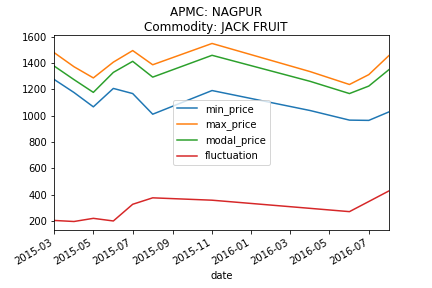 APMC: NAGPUR
Commodity: JACK FRUIT
1600
1400
1200
1000
800
600
400
200
min_price
max_price
modal_price
fluctuation
2015-03
2015-05
2015-07
2015-09
2015-11
2016-01
2016-03
2016-05
2016-07
date